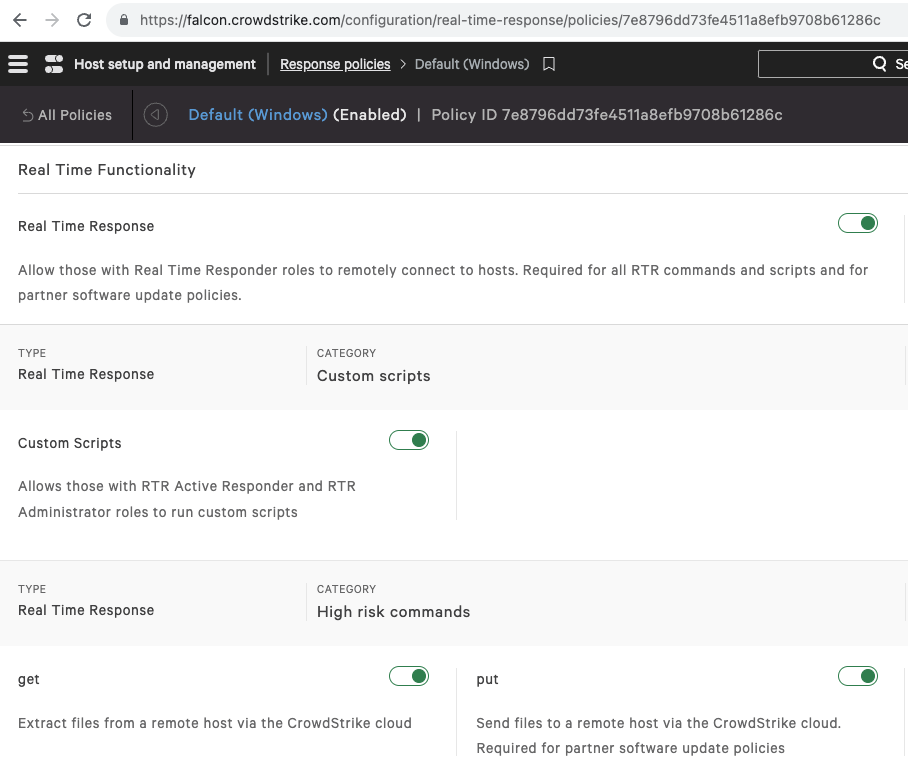 https://falcon.crowdstrike.com/configuration/real-time-response/policies/7e8796dd73fe4511a8efb9708b61286c
Host setup and management
Response policies > Default (Windows)
Se
All Policies
Default (Windows) (Enabled) | Policy ID 7e8796dd73fe4511a8efb9708b61286c
Real Time Functionality
Real Time Response
Allow those with Real Time Responder roles to remotely connect to hosts. Required for all RTR commands and scripts and for
partner software update policies.
TYPE
Real Time Response
CATEGORY
Custom scripts
Custom Scripts
Allows those with RTR Active Responder and RTR
Administrator roles to run custom scripts
TYPE
Real Time Response
CATEGORY
High risk commands
get
Extract files from a remote host via the CrowdStrike cloud
put
Send files to a remote host via the CrowdStrike cloud.
Required for partner software update policies